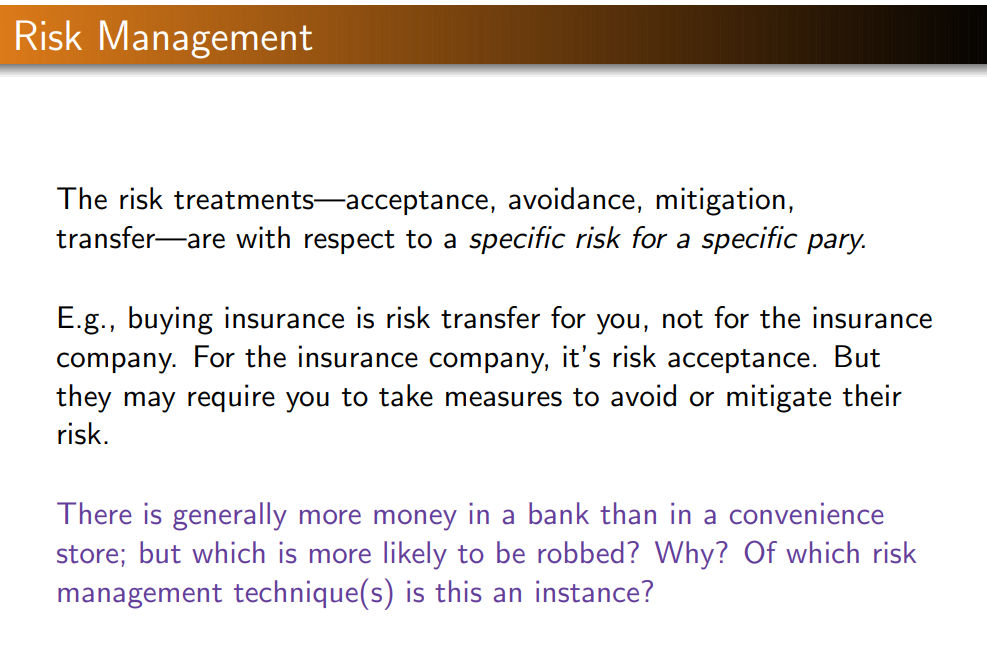 Risk Management
The risk treatments—acceptance, avoidance, mitigation,
transfer—are with respect to a specific risk for a specific pary.
E.g., buying insurance is risk transfer for you, not for the insurance
company. For the insurance company, it's risk acceptance. But
they may require you to take measures to avoid or mitigate their
risk.
There is generally more money in a bank than in a convenience
store; but which is more likely to be robbed? Why? Of which risk
management technique(s) is this an instance?